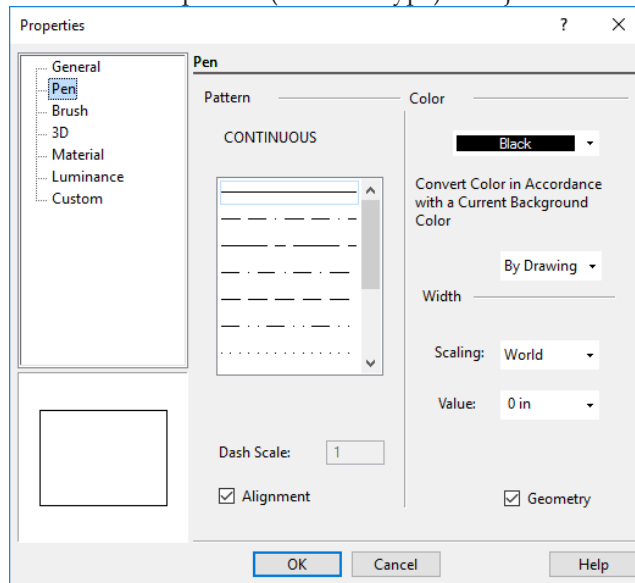 Properties
?
General
Pen
Brush
3D
Material
Luminance
Custom
Pen
Pattern
CONTINUOUS
Dash Scale:
1
Alignment
Color
Black
Convert Color in Accordance
with a Current Background
Color
By Drawing
Width
Scaling:
World
Value:
0 in
Geometry
OK
Cancel
Help